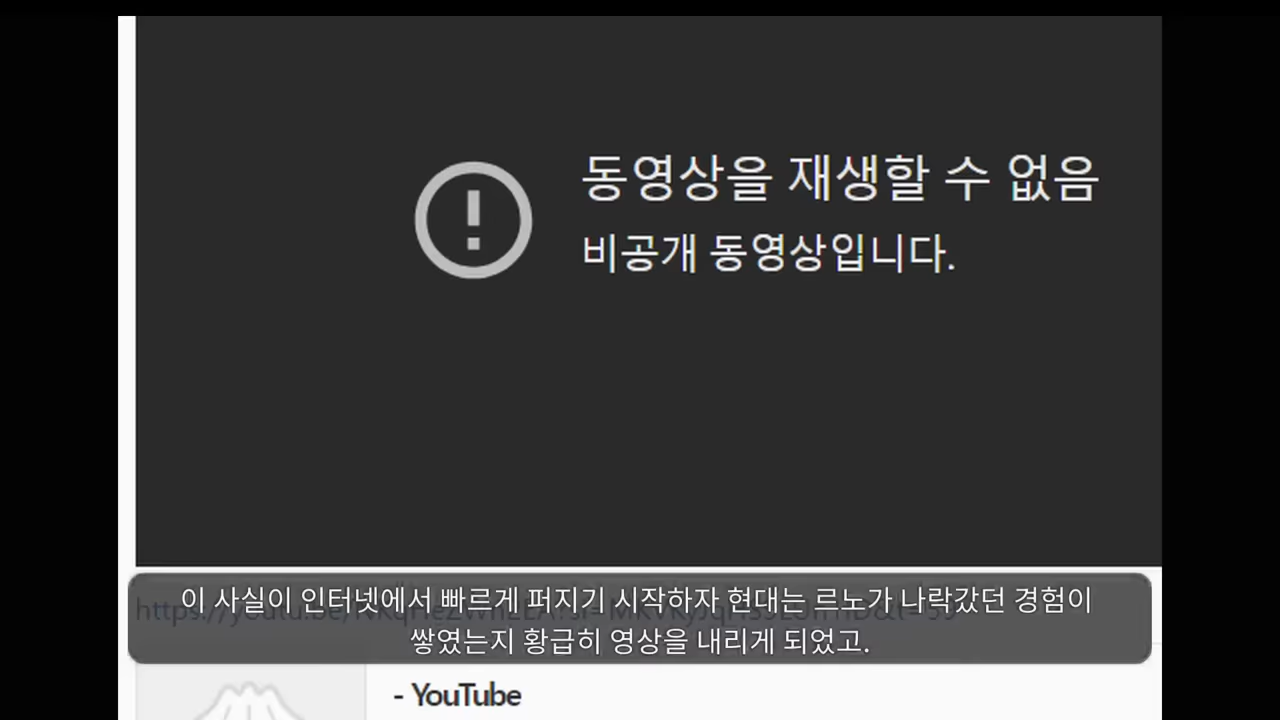 동영상을 재생할 수 없음
비공개 동영상입니다.
이 사실이 인터넷에서 빠르게 퍼지기 시작하자 현대는 르노가 나락갔던 경험이
쌓였는지 황급히 영상을 내리게 되었고.
- YouTube